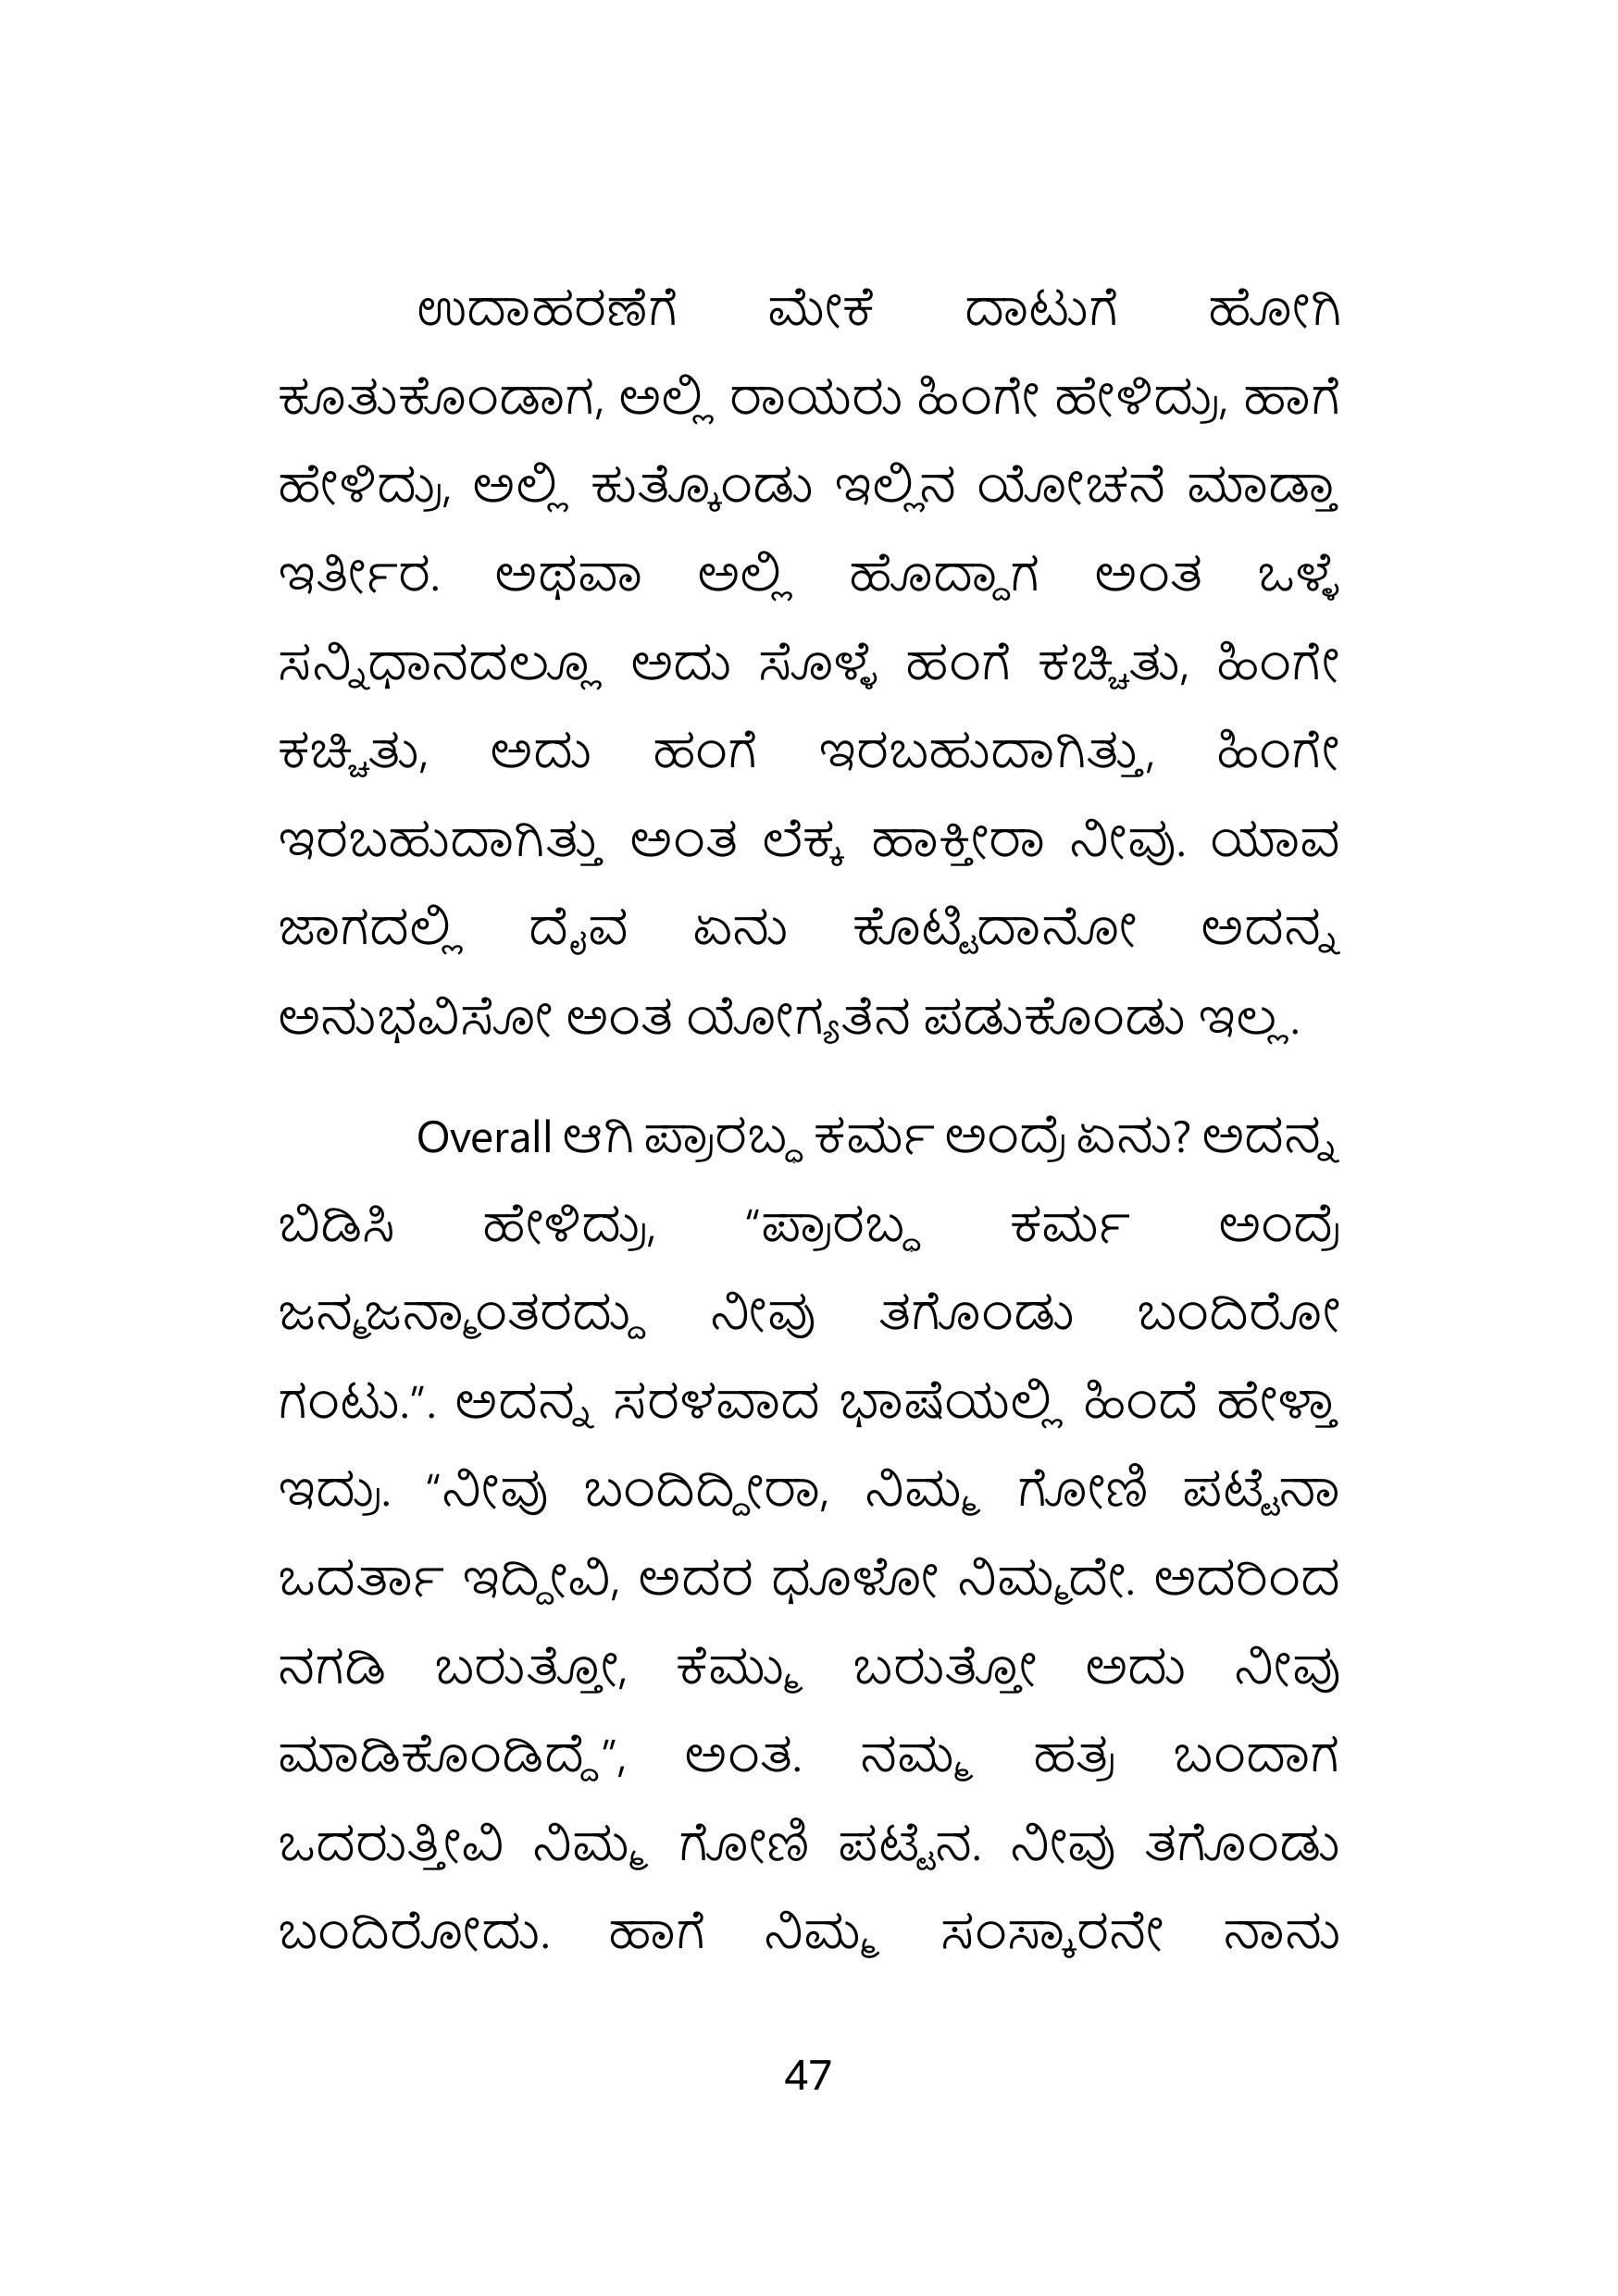 ಉದಾಹರಣೆಗೆ ಮೇಕೆ ದಾಟುಗೆ ಹೋಗಿ
ಕೂತುಕೊಂಡಾಗ, ಅಲ್ಲಿ ರಾಯರು ಹಿಂಗೇ ಹೇಳಿದ್ರು, ಹಾಗೆ
ಹೇಳಿದ್ರು, ಅಲ್ಲಿ ಕುತ್ಕೊಂಡು ಇಲ್ಲಿನ ಯೋಚನೆ ಮಾಡ್ತಾ
ಇರ್ತೀರ. ಅಥವಾ ಅಲ್ಲಿ ಹೊದ್ದಾಗ ಅಂತ ಒಳ್ಳೆ
ಸನ್ನಿಧಾನದಲ್ಲೂ ಅದು ಸೊಳ್ಳೆ ಹಂಗೆ ಕಚ್ಚಿತು, ಹಿಂಗೇ
ಕಚ್ಚಿತು, ಅದು ಹಂಗೆ ಇರಬಹುದಾಗಿತ್ತು, ಹಿಂಗೇ
ಇರಬಹುದಾಗಿತ್ತು ಅಂತ ಲೆಕ್ಕ ಹಾಕ್ತೀರಾ ನೀವು. ಯಾವ
ಜಾಗದಲ್ಲಿ ದೈವ ಏನು ಕೊಟ್ಟಿದಾನೋ ಅದನ್ನ
ಅನುಭವಿಸೋ ಅಂತ ಯೋಗ್ಯತೆನ ಪಡುಕೊಂಡು ಇಲ್ಲ.
Overall ಆಗಿ ಪ್ರಾರಬ್ಧ ಕರ್ಮ ಅಂದ್ರೆ ಏನು? ಅದನ್ನ
ಬಿಡಿಸಿ ಹೇಳಿದ್ರು, “ಪ್ರಾರಬ್ಧ ಕರ್ಮ ಅಂದ್ರೆ
ಜನ್ಮಜನ್ಮಾಂತರದ್ದು ನೀವು ತಗೊಂಡು ಬಂದಿರೋ
ಗಂಟು.”. ಅದನ್ನ ಸರಳವಾದ ಭಾಷೆಯಲ್ಲಿ ಹಿಂದೆ ಹೇಳ್ತಾ
ಇದ್ರು. “ನೀವು ಬಂದಿದ್ದೀರಾ, ನಿಮ್ಮ ಗೋಣಿ ಪಟ್ಟೆನಾ
ಒದರ್ತಾ ಇದ್ದೀವಿ, ಅದರ ಧೂಳೋ ನಿಮ್ಮದೇ. ಅದರಿಂದ
ನಗಡಿ ಬರುತ್ತೋ, ಕೆಮ್ಮು ಬರುತ್ತೋ ಅದು ನೀವು
ಮಾಡಿಕೊಂಡಿದ್ದೆ”, ಅಂತ. ನಮ್ಮ ಹತ್ರ ಬಂದಾಗ
ಒದರುತ್ತೀವಿ ನಿಮ್ಮ ಗೋಣಿ ಪಟ್ಟೆನ. ನೀವು ತಗೊಂಡು
ಬಂದಿರೋದು. ಹಾಗೆ ನಿಮ್ಮ ಸಂಸ್ಕಾರನೇ ನಾನು
47